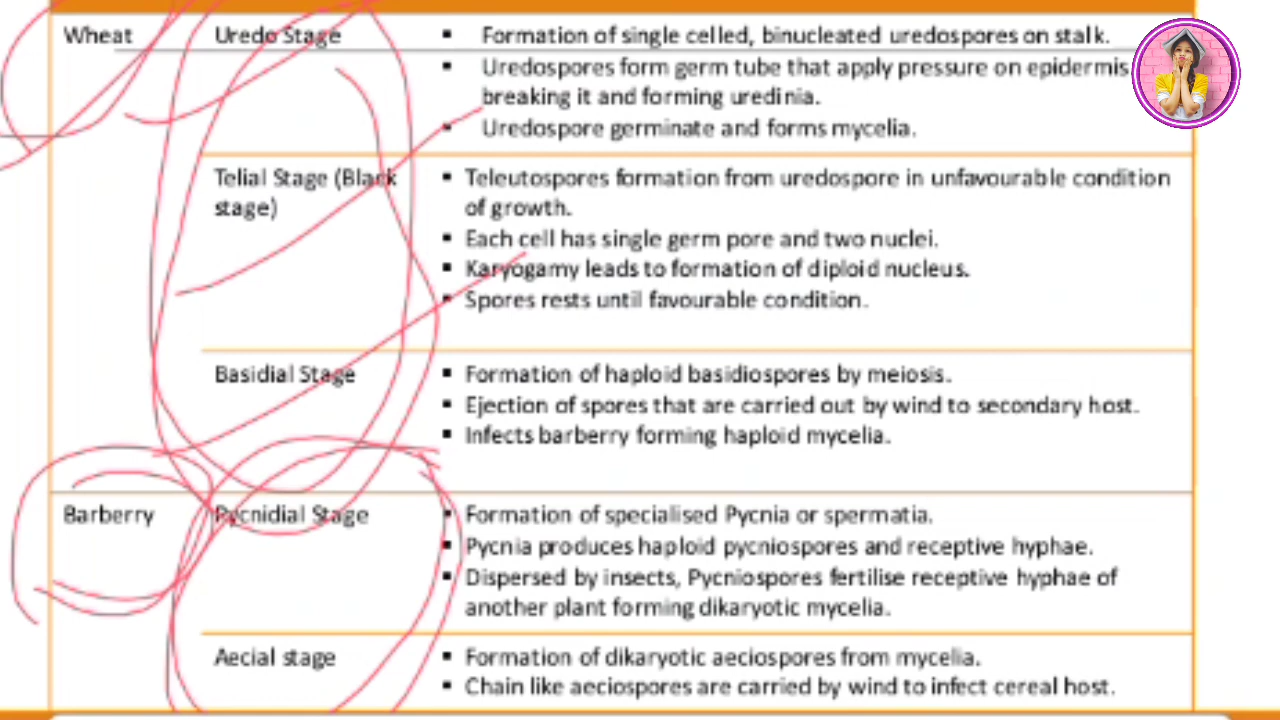 Wheat
Uredo Stage
▪ Formation of single celled, binucleated uredospores on stalk.
▪ Uredospores form germ tube that apply pressure on epidermis
breaking it and forming uredinia.
▪ Uredospore germinate and forms mycelia.
Telial Stage (Black
stage)
▪ Teleutospores formation from uredospore in unfavourable condition
of growth.
▪ Each cell has single germ pore and two nuclei.
▪ Karyogamy leads to formation of diploid nucleus.
▪ Spores rests until favourable condition.
Basidial Stage
▪ Formation of haploid basidiospores by meiosis.
▪ Ejection of spores that are carried out by wind to secondary host.
▪ Infects barberry forming haploid mycelia.
Barberry
Pycnidial Stage
▪ Formation of specialised Pycnia or spermatia.
▪ Pycnia produces haploid pycniospores and receptive hyphae.
▪ Dispersed by insects, Pycniospores fertilise receptive hyphae of
another plant forming dikaryotic mycelia.
Aecial stage
▪ Formation of dikaryotic aeciospores from mycelia.
▪ Chain like aeciospores are carried by wind to infect cereal host.